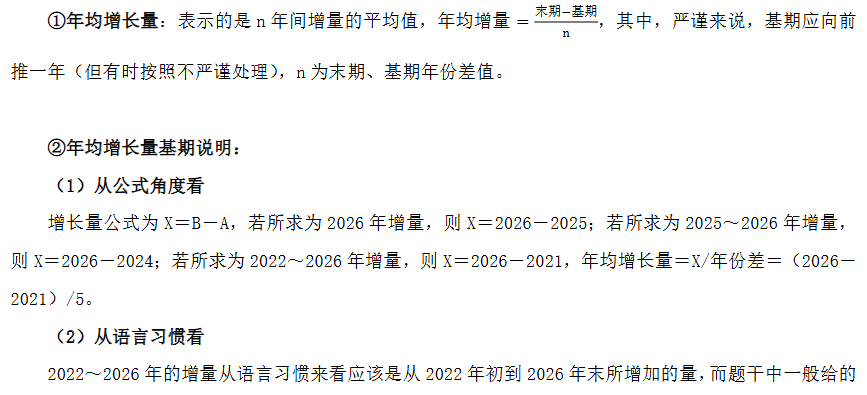 ①年均增长量：表示的是 n 年间增量的平均值，年均增量＝末期−基期/n，其中，严谨来说，基期应向前
推一年（但有时按照不严谨处理），n 为末期、基期年份差值。
②年均增长量基期说明：
（1）从公式角度看
增长量公式为 X＝B－A，若所求为 2026 年增量，则 X＝2026－2025；若所求为 2025～2026 年增量，
则 X＝2026－2024；若所求为 2022～2026 年增量，则 X＝2026－2021，年均增长量＝X/年份差＝（2026－
2021）/5。
（2）从语言习惯看
2022～2026 年的增量从语言习惯来看应该是从 2022 年初到 2026 年末所增加的量，而题干中一般给的